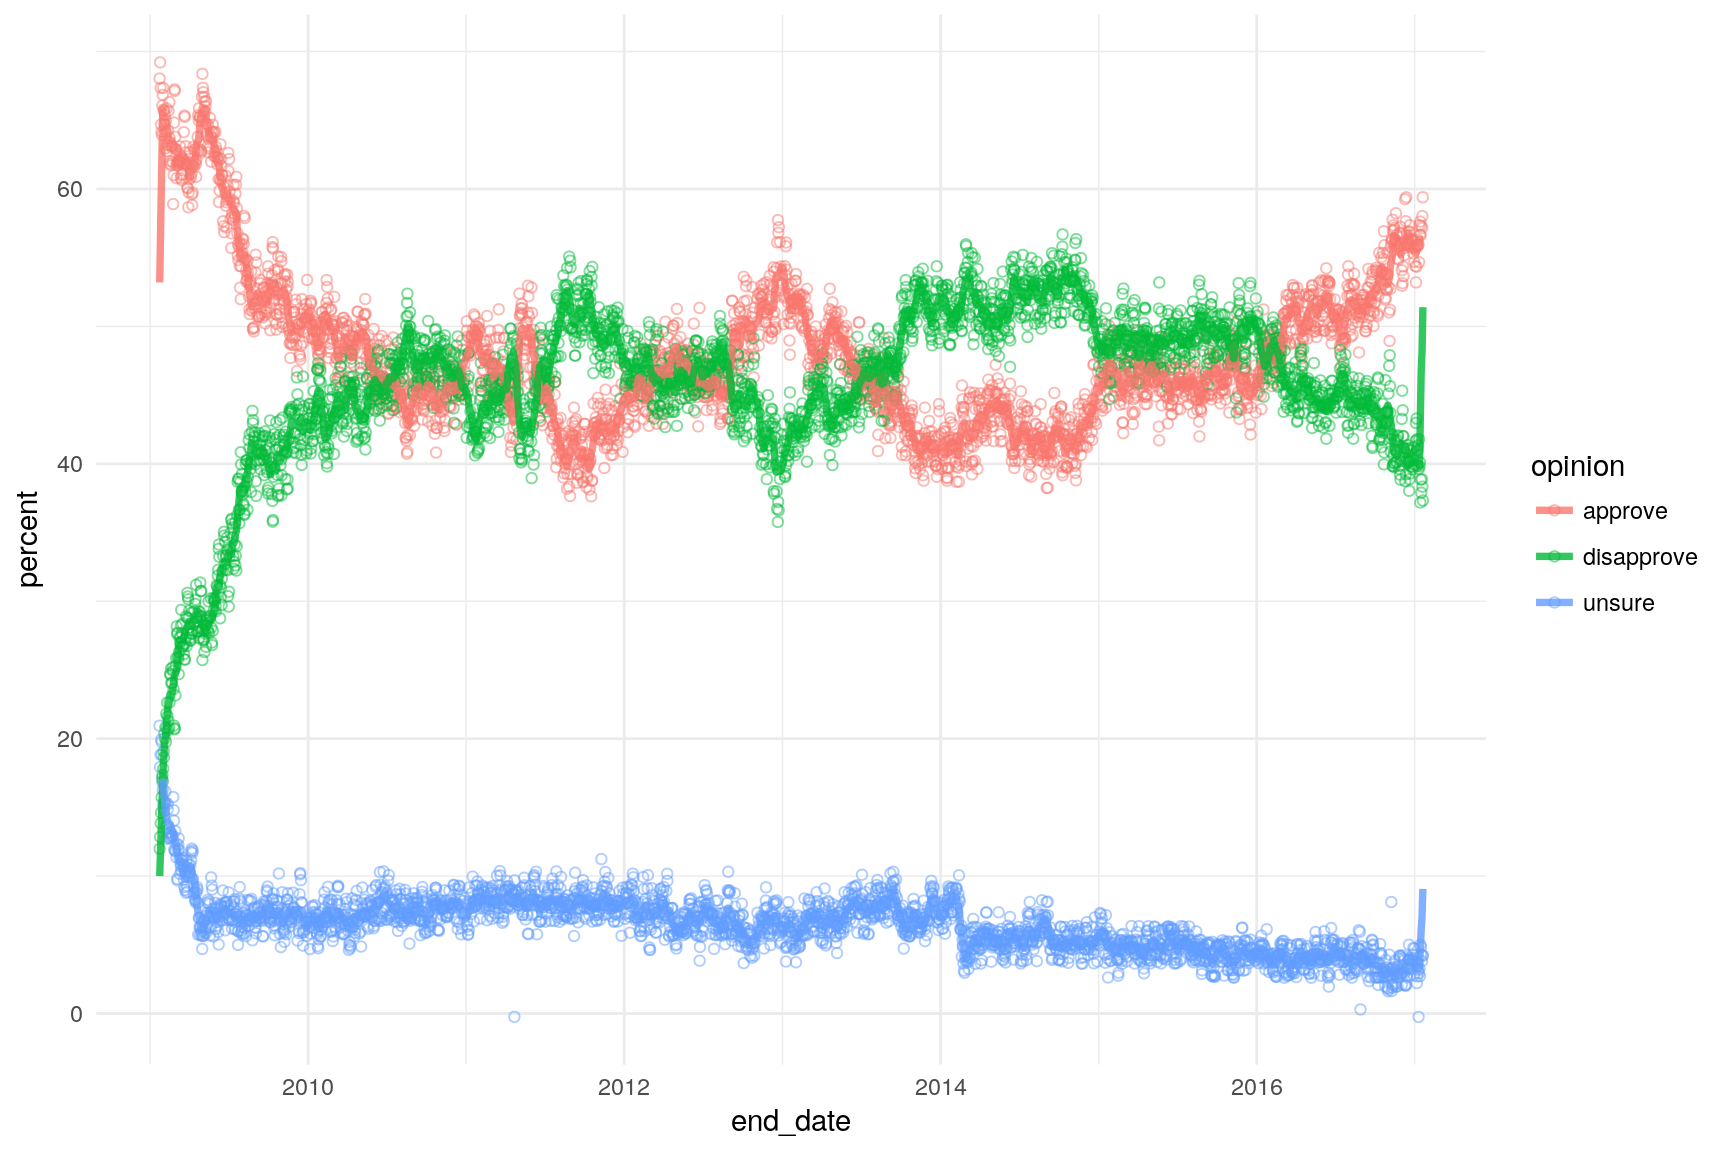 60
40
20
0
percent
2010 2012 2014 2016
end_date
opinion
approve
disapprove
unsure